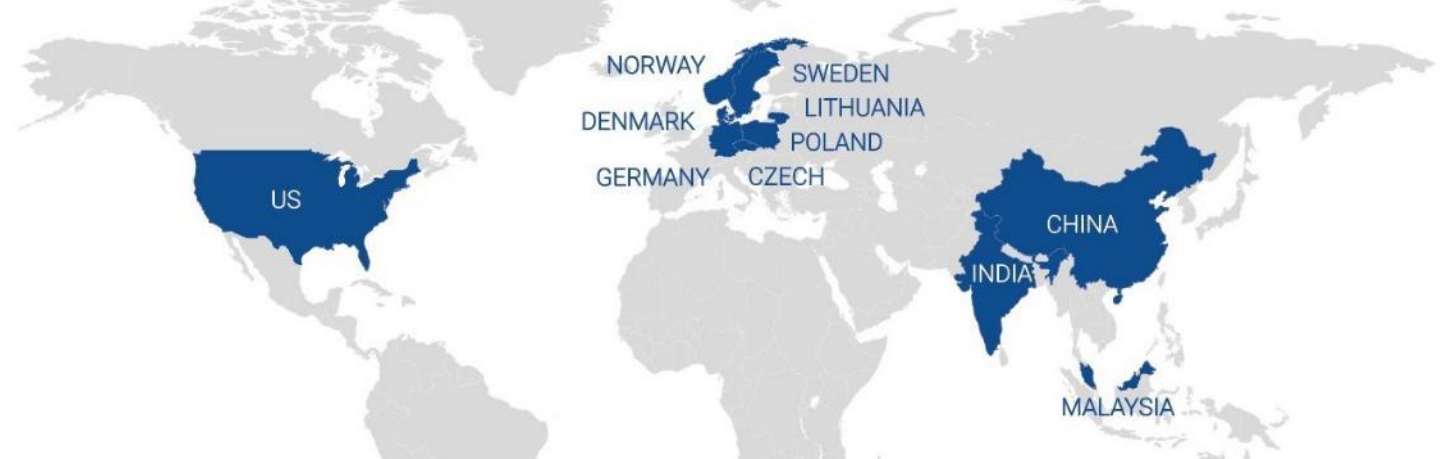 NORWAY
SWEDEN
LITHUANIA
DENMARK
POLAND
GERMANY
CZECH
US
CHINA
INDIA
MALAYSIA